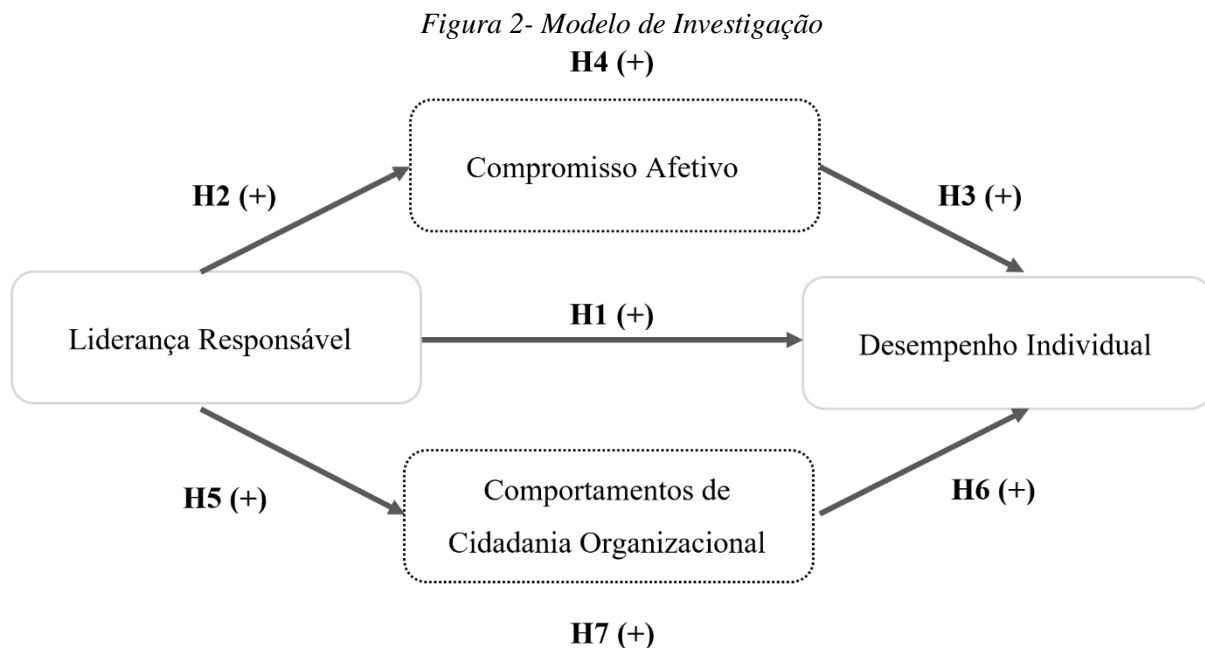 Figura 2- Modelo de Investigação
H4 (+)
Compromisso Afetivo
H2 (+)
H3 (+)
H1 (+)
Liderança Responsável
Desempenho Individual
H5 (+)
Comportamentos de
Cidadania Organizacional
H6 (+)
H7 (+)